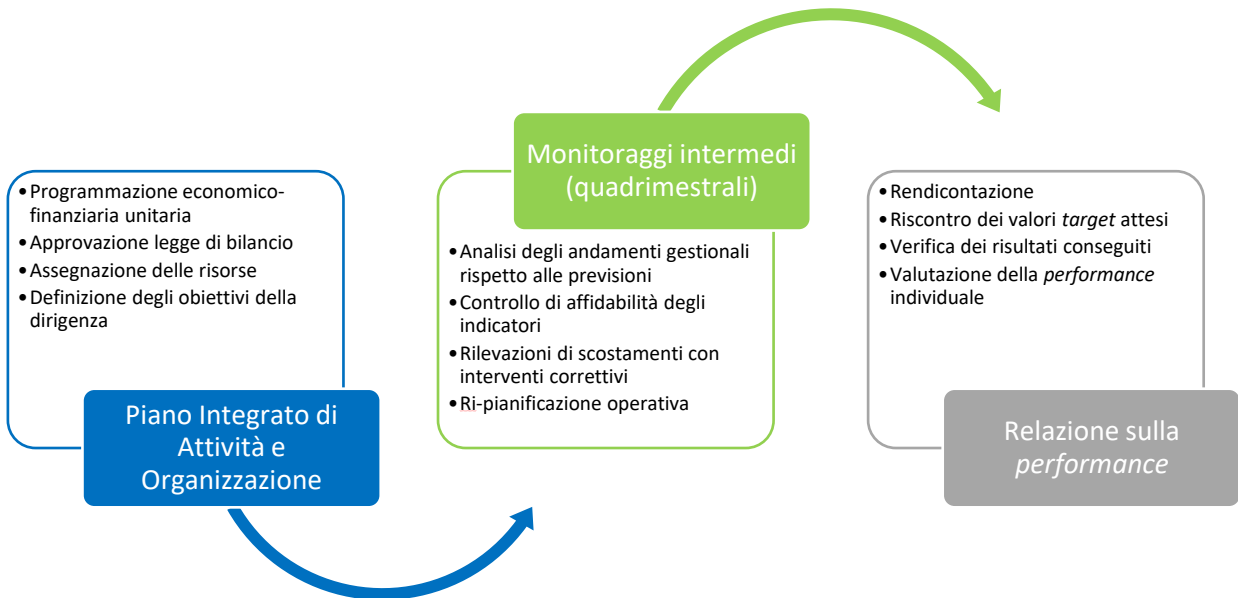 •Programmazione economico-
finanziaria unitaria
•Approvazione legge di bilancio
•Assegnazione delle risorse
•Definizione degli obiettivi della
dirigenza
Piano Integrato di
Attività e
Organizzazione
Monitoraggi intermedi
(quadrimestrali)
•Analisi degli andamenti gestionali
rispetto alle previsioni
•Controllo di affidabilità degli
indicatori
•Rilevazioni di scostamenti con
interventi correttivi
•Ri-pianificazione operativa
•Rendicontazione
•Riscontro dei valori target attesi
•Verifica dei risultati conseguiti
•Valutazione della performance
individuale
Relazione sulla
performance